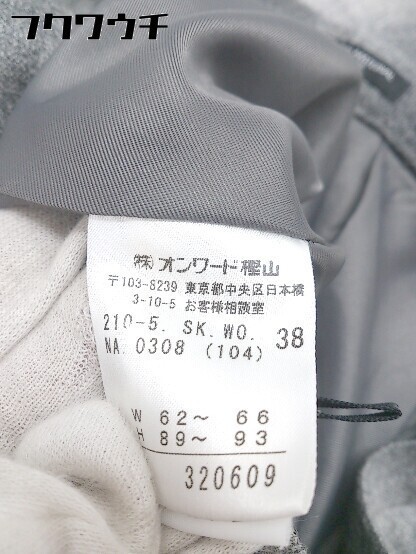 フクワウチ
㈱オンワード樫山
〒103-8239 東京都中央区日本橋
3-10-5 お客様相談室
210-5. SK.WO. 38
NA. 0308 (104)
W 62〜 66
H 89〜 93
320609